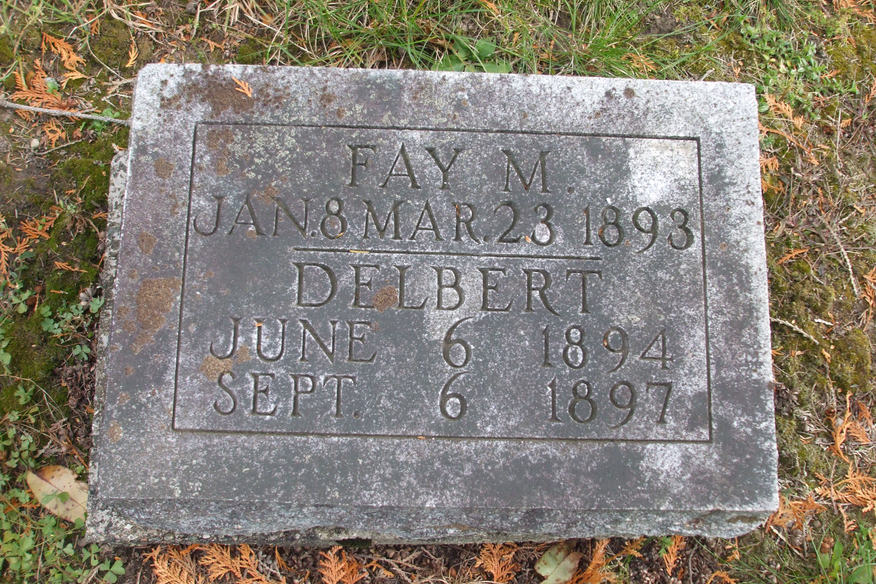 FAY M.
JAN.8 MAR.23 1893
DELBERT
JUNE 6 1894
SEPT. 6 1897